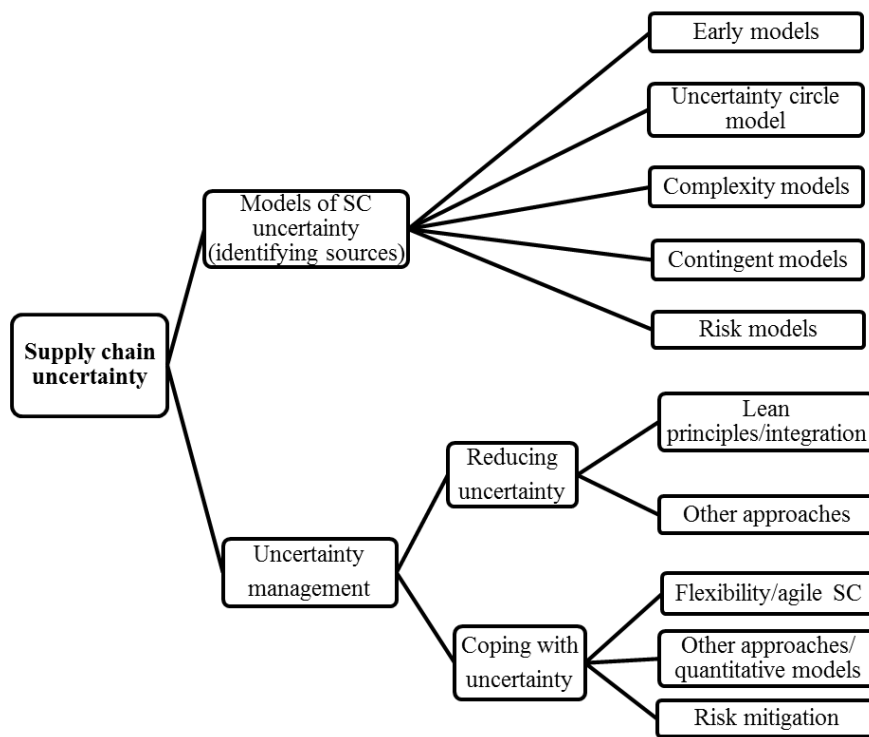 Early models
Uncertainty circle
model
Complexity models
Models of SC
uncertainty
(identifying sources)
Contingent models
Risk models
Supply chain
uncertainty
Lean
principles/integration
Reducing
uncertainty
Other approaches
Uncertainty
management
Flexibility/agile SC
Coping with
uncertainty
Other approaches/
quantitative models
Risk mitigation